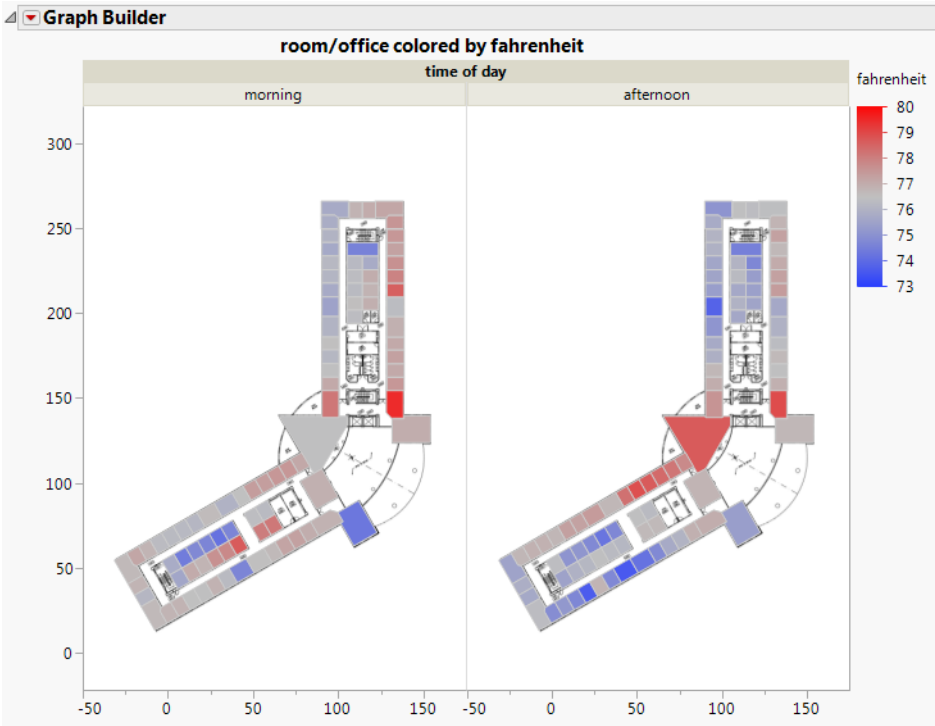 Graph Builder
room/office colored by fahrenheit
time of day
morning afternoon
fahrenheit
80
79
78
77
76
75
74
73
300
250
200
150
100
50
0
-50 0 50 100 150 -50 0 50 100 150